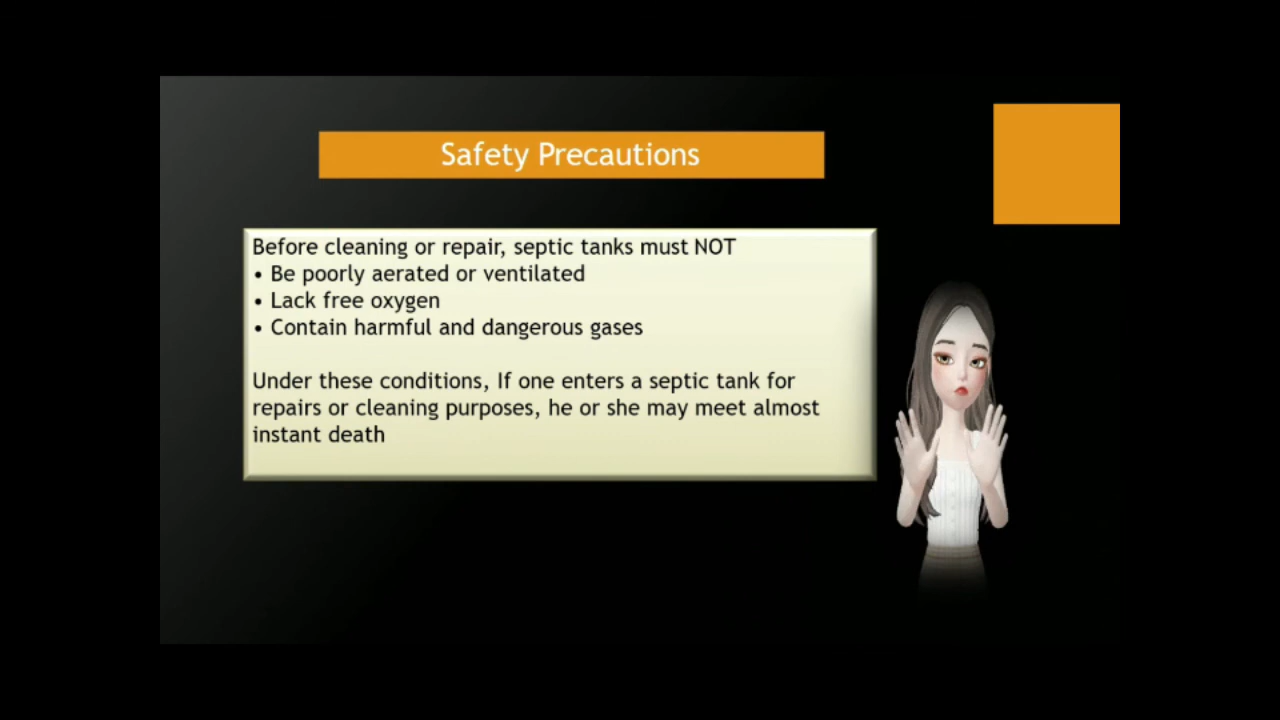 Safety Precautions
Before cleaning or repair, septic tanks must NOT
• Be poorly aerated or ventilated
• Lack free oxygen
• Contain harmful and dangerous gases
Under these conditions, If one enters a septic tank for
repairs or cleaning purposes, he or she may meet almost
instant death